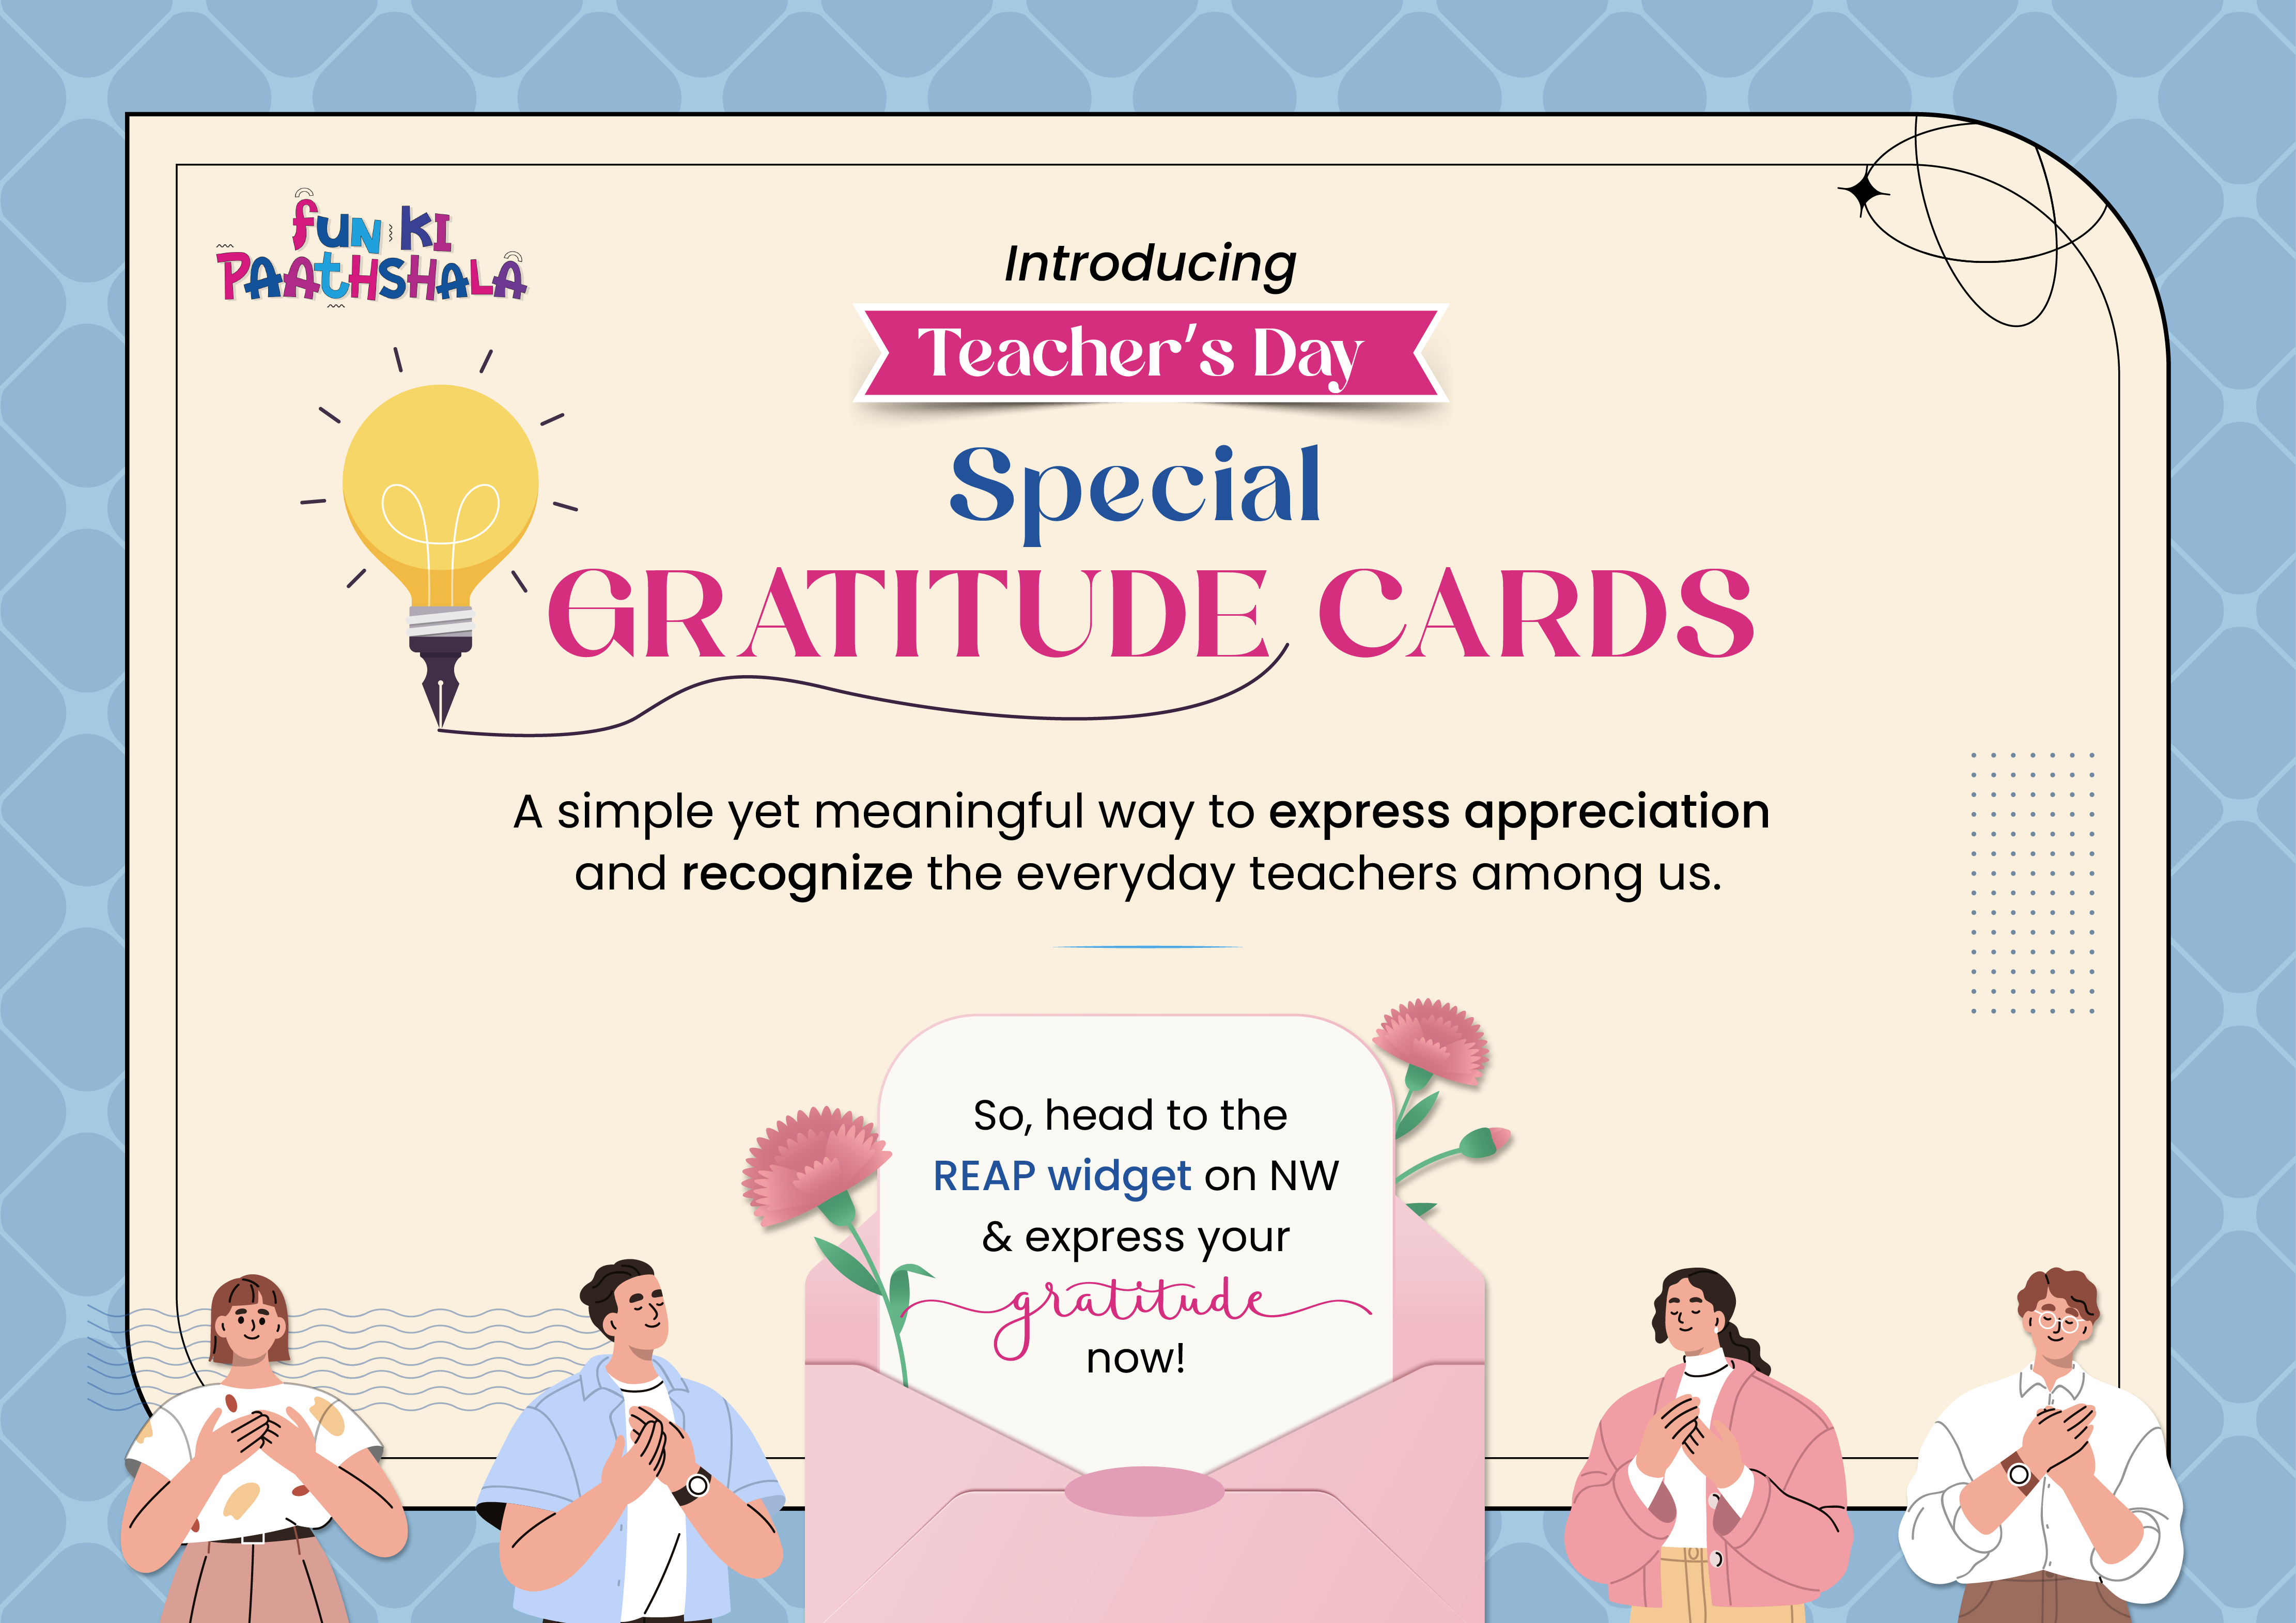 fUN KI
PAAtHSHALA
Introducing
Teacher's Day
Special
GRATITUDE CARDS
A simple yet meaningful way to express appreciation
and recognize the everyday teachers among us.
So, head to the
REAP widget on NW
& express your
gratitude
now!